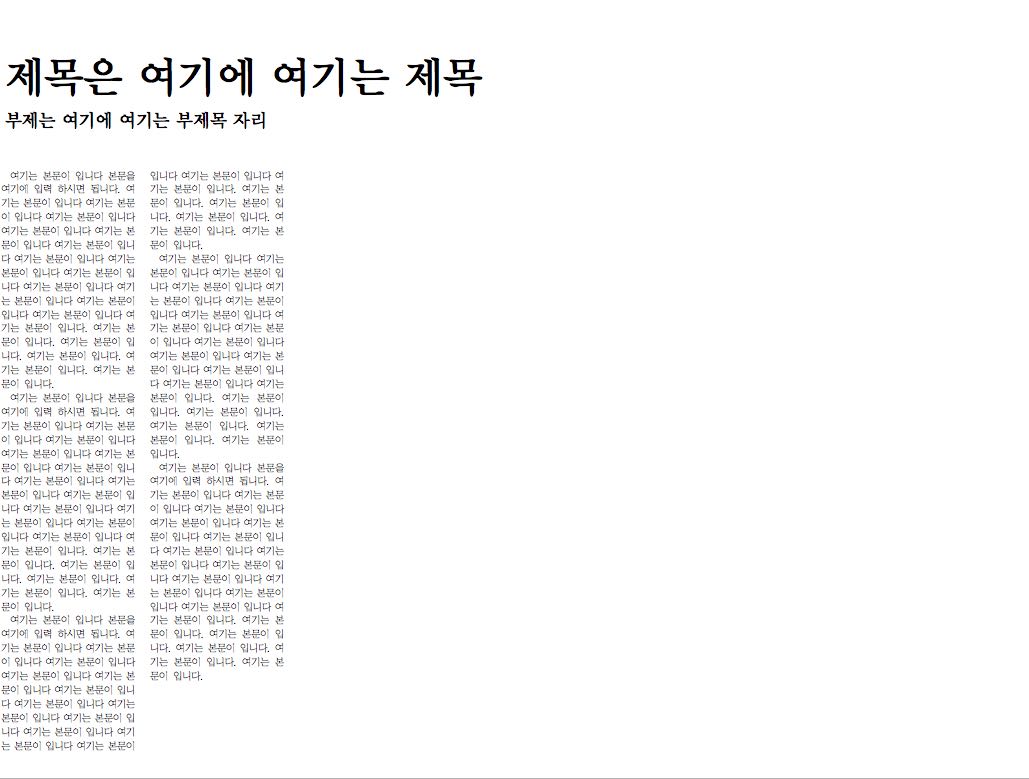 제목은 여기에 여기는 제목
부제는 여기에 여기는 부제목 자리
여기는 본문이 입니다 본문을
여기에 입력 하시면 됩니다. 여
기는 본문이 입니다 여기는 본문
이 입니다 여기는 본문이 입니다
여기는 본문이 입니다 여기는 본
문이 입니다 여기는 본문이 입니
다 여기는 본문이 입니다 여기는
본문이 입니다 여기는 본문이 입
니다 여기는 본문이 입니다 여기
는 본문이 입니다 여기는 본문이
입니다 여기는 본문이 입니다 여
기는 본문이 입니다. 여기는 본
문이 입니다. 여기는 본문이 입
니다. 여기는 본문이 입니다. 여
기는 본문이 입니다. 여기는 본
문이 입니다.
여기는 본문이 입니다 본문을
여기에 입력 하시면 됩니다. 여
기는 본문이 입니다 여기는 본문
이 입니다 여기는 본문이 입니다
여기는 본문이 입니다 여기는 본
문이 입니다 여기는 본문이 입니
다 여기는 본문이 입니다 여기는
본문이 입니다 여기는 본문이 입
니다 여기는 본문이 입니다 여기
는 본문이 입니다 여기는 본문이
입니다 여기는 본문이 입니다 여
기는 본문이 입니다. 여기는 본
문이 입니다. 여기는 본문이 입
니다. 여기는 본문이 입니다. 여
기는 본문이 입니다. 여기는 본
문이 입니다.
여기는 본문이 입니다 본문을
여기에 입력 하시면 됩니다. 여
기는 본문이 입니다 여기는 본문
이 입니다 여기는 본문이 입니다
여기는 본문이 입니다 여기는 본
문이 입니다 여기는 본문이 입니
다 여기는 본문이 입니다 여기는
본문이 입니다 여기는 본문이 입
니다 여기는 본문이 입니다 여기
는 본문이 입니다 여기는 본문이
입니다 여기는 본문이 입니다 여
기는 본문이 입니다. 여기는 본
문이 입니다. 여기는 본문이 입
니다. 여기는 본문이 입니다. 여
기는 본문이 입니다. 여기는 본
문이 입니다.
여기는 본문이 입니다 여기는
본문이 입니다 여기는 본문이 입
니다 여기는 본문이 입니다 여기
는 본문이 입니다 여기는 본문이
입니다 여기는 본문이 입니다 여
기는 본문이 입니다 여기는 본문
이 입니다 여기는 본문이 입니다
여기는 본문이 입니다 여기는 본
문이 입니다 여기는 본문이 입니
다 여기는 본문이 입니다 여기는
본문이 입니다. 여기는 본문이
입니다. 여기는 본문이 입니다.
여기는 본문이 입니다. 여기는
본문이 입니다. 여기는 본문이
입니다.
여기는 본문이 입니다 본문을
여기에 입력 하시면 됩니다. 여
기는 본문이 입니다 여기는 본문
이 입니다 여기는 본문이 입니다
여기는 본문이 입니다 여기는 본
문이 입니다 여기는 본문이 입니
다 여기는 본문이 입니다 여기는
본문이 입니다 여기는 본문이 입
니다 여기는 본문이 입니다 여기
는 본문이 입니다 여기는 본문이
입니다 여기는 본문이 입니다 여
기는 본문이 입니다. 여기는 본
문이 입니다. 여기는 본문이 입
니다. 여기는 본문이 입니다. 여
기는 본문이 입니다. 여기는 본
문이 입니다.